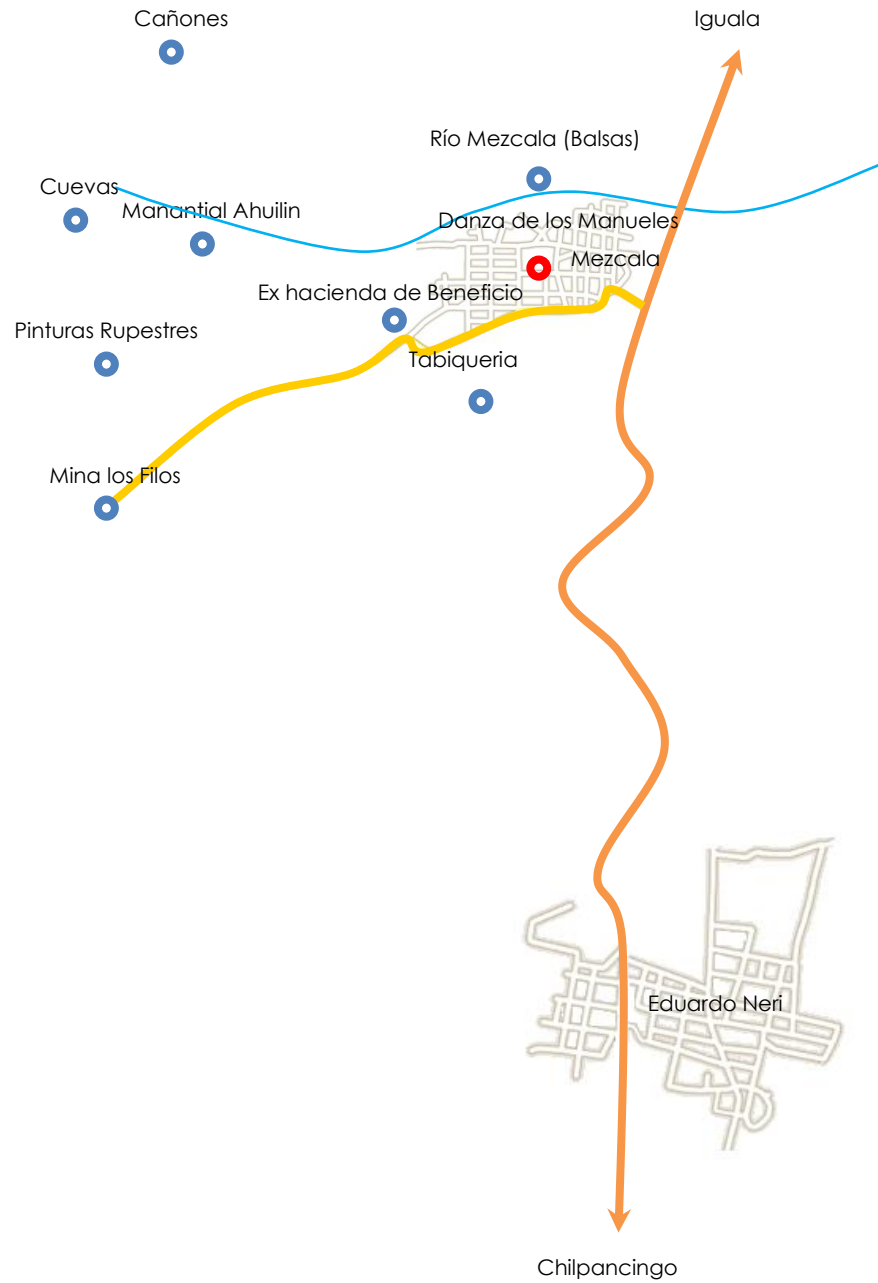 Cañones
Iguala
Río Mezcala (Balsas)
Cuevas
Manantial Ahuilin
Danza de los Manueles
Mezcala
Ex hacienda de Beneficio
Pinturas Rupestres
Tabiqueria
Mina los Filos
Eduardo Neri
Chilpancingo